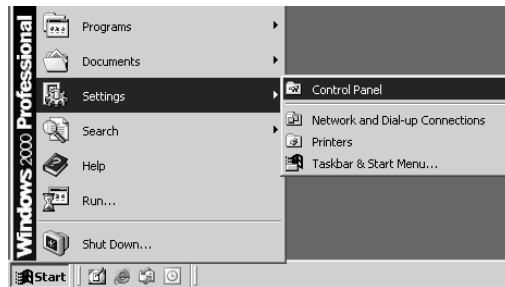 Windows 2000 Professional
Programs
Documents
Settings
Search
Help
Run...
Shut Down...
Control Panel
Network and Dial-up Connections
Printers
Taskbar & Start Menu...
Start